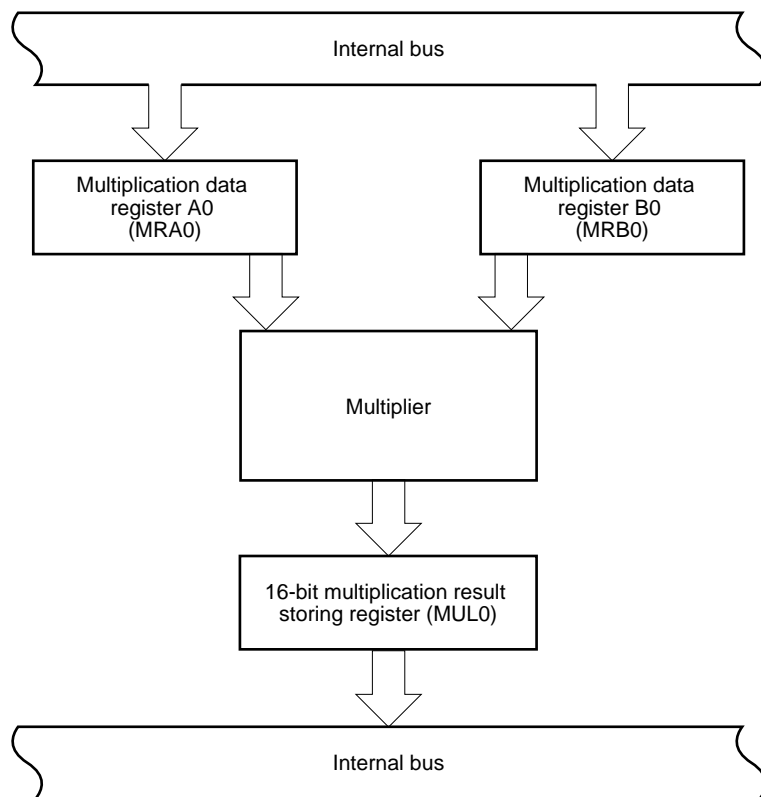 Internal bus
Multiplication data
register A0
(MRA0)
Multiplication data
register B0
(MRB0)
Multiplier
16-bit multiplication result
storing register (MUL0)
Internal bus